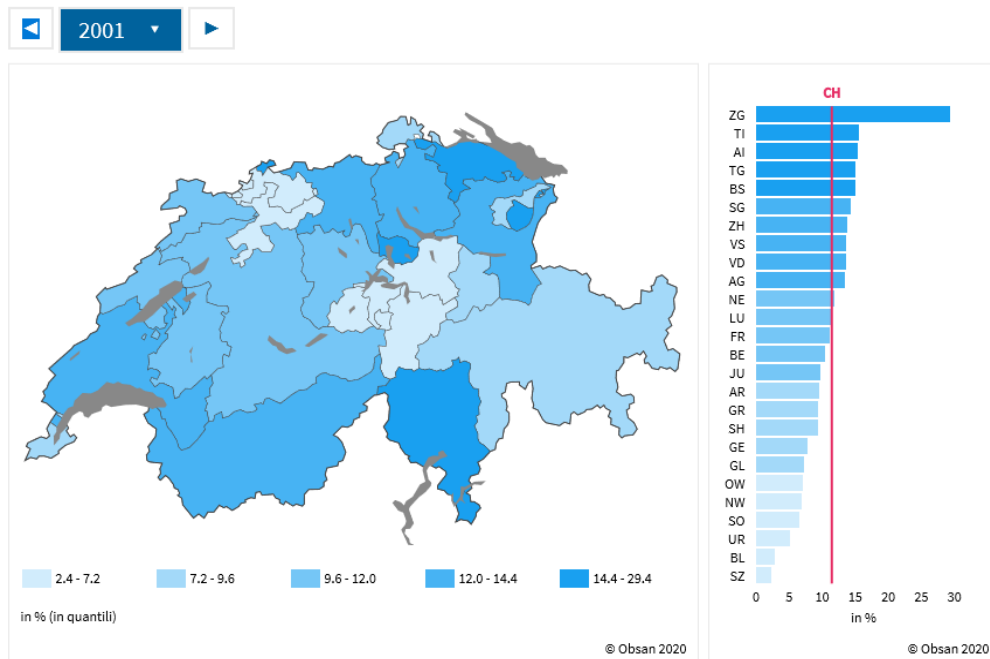 2001
2.4 - 7.2
7.2 - 9.6
9.6 - 12.0
12.0 - 14.4
14.4 - 29.4
in % (in quantili)
© Obsan 2020
CH
ZG
TI
AI
TG
BS
SG
ZH
VS
VD
AG
NE
LU
FR
BE
JU
AR
GR
SH
GE
GL
OW
NW
SO
UR
BL
SZ
0 5 10 15 20 25 30
in %
© Obsan 2020